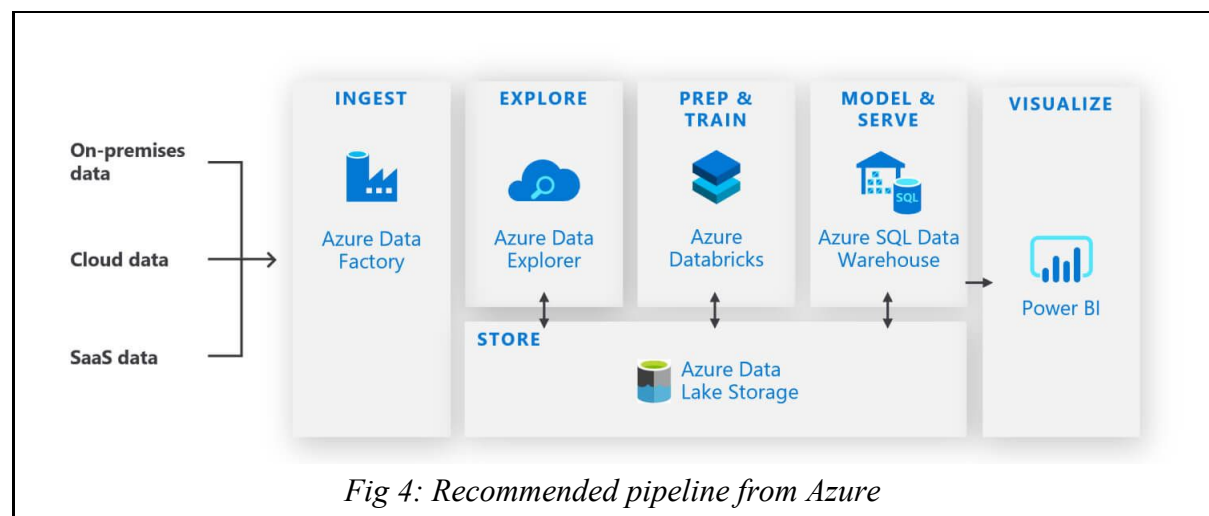 On-premises
data
Cloud data
SaaS data
INGEST
Azure Data
Factory
EXPLORE
Azure Data
Explorer
PREP &
TRAIN
Azure
Databricks
MODEL &
SERVE
SQL
Azure SQL Data
Warehouse
VISUALIZE
Power BI
STORE
Azure Data
Lake Storage
Fig 4: Recommended pipeline from Azure